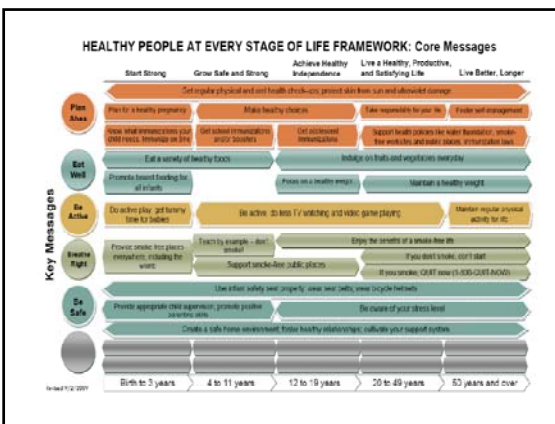 HEALTHY PEOPLE AT EVERY STAGE OF LIFE FRAMEWORK: Core Messages
Start Strong
Grow Safe and Strong
Achieve Healthy
Independence
Live a Healthy, Productive,
and Satisfying Life
Live Better, Longer
Key Messages
Plan
Ahea
Get regular physical and oral health check-ups; protect skin from sun and ultraviolet damage
Plan for a healthy pregnancy
Make healthy choices
Take responsibility for your life
Foster self-management
Know what immunizations your
child needs. Immunize on time
Get school immunizations
and/or boosters
Get adolescent
immunizations
Support health policies like water
smoke-
free worksites and public places, immunization laws
Eat
Well
Eat a variety of healthy foods
Indulge on fruits and vegetables everyday
Promote breast feeding for
all infants
Focus on a healthy weight
Maintain a healthy weight
Be
Active
Do active play; get tummy
time for babies
Be active, do less TV watching and video game playing
Maintain regular physical
activity for life
Breathe
Right
Provide smoke-free places
everywhere, including the
womb
Teach by example – don't
smoke!
Support smoke-free public places
Enjoy the benefits of a smoke-free life
If you don't smoke, don't start
If you smoke, QUIT now (1-800-QUIT-NOW)
Be
Safe
Use infant safety seat properly; wear seat belts; wear bicycle helmets
Provide appropriate child supervision, promote positive
parenting skills
Be aware of your stress level
Create a safe home environment; foster healthy relationships; cultivate your support system
Birth to 3 years
4 to 11 years
12 to 19 years
20 to 49 years
50 years and over